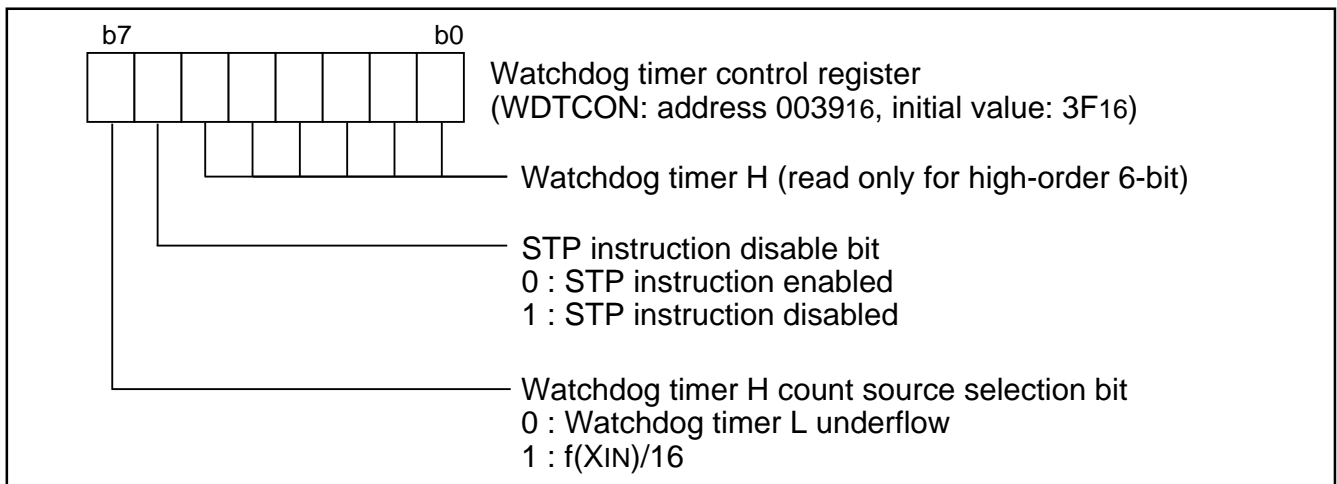 b7 b0
Watchdog timer control register
(WDTCON: address 003916, initial value: 3F16)
Watchdog timer H (read only for high-order 6-bit)
STP instruction disable bit
0 : STP instruction enabled
1 : STP instruction disabled
Watchdog timer H count source selection bit
0 : Watchdog timer L underflow
1 : f(XIN)/16